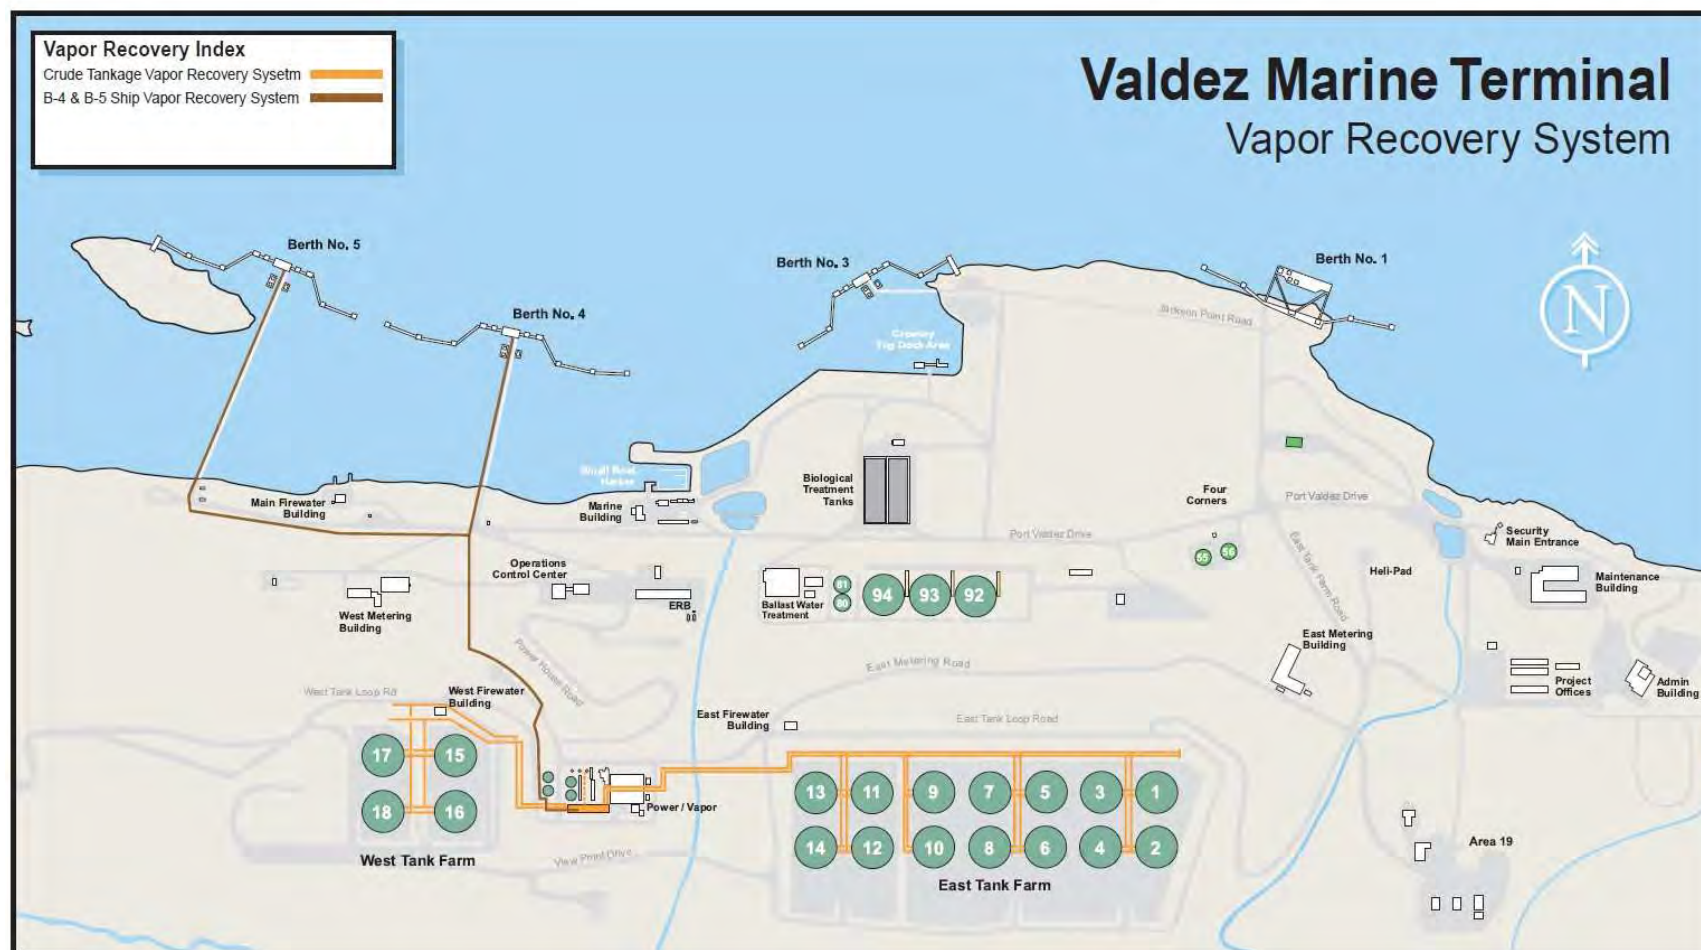 Vapor Recovery Index
Crude Tankage Vapor Recovery Sysetm
B-4 & B-5 Ship Vapor Recovery System
Valdez Marine Terminal
Vapor Recovery System
Berth No. 5
Berth No. 4
Berth No. 3
Berth No. 1
N
Jackson Point Road
Crowley
Tug Dock Area
Small Boat
Harbor
Main Firewater
Building
Marine
Building
Biological
Treatment
Tanks
Four
Corners
Port Valdez Drive
Port Valdez Drive
Security
Main Entrance
East Tank Farm Road
Heli-Pad
Maintenance
Building
55
56
Operations
Control Center
ERB
West Metering
Building
Ballast Water
Treatment
81
80
94
93
92
East Metering
Building
East Metering Road
Power House Road
Project
Offices
Admin
Building
West Tank Loop Rd
West Firewater
Building
East Firewater
Building
East Tank Loop Road
17
15
18
16
Power / Vapor
13
11
9
7
5
3
1
14
12
10
8
6
4
2
West Tank Farm
View Point Drive
East Tank Farm
Area 19